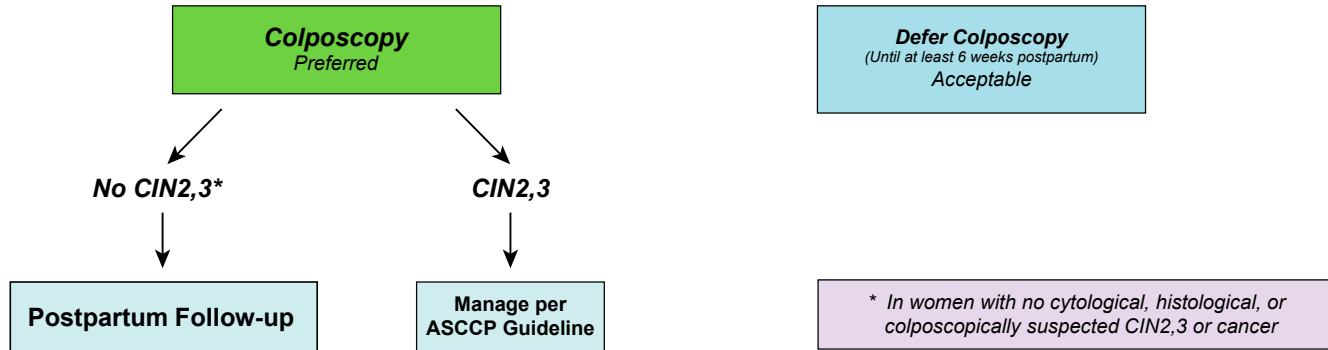 Colposcopy
Preferred
Defer Colposcopy
(Until at least 6 weeks postpartum)
Acceptable
No CIN2,3*
CIN2,3
Postpartum Follow-up
Manage per
ASCCP Guideline
* In women with no cytological, histological, or
colposcopically suspected CIN2,3 or cancer